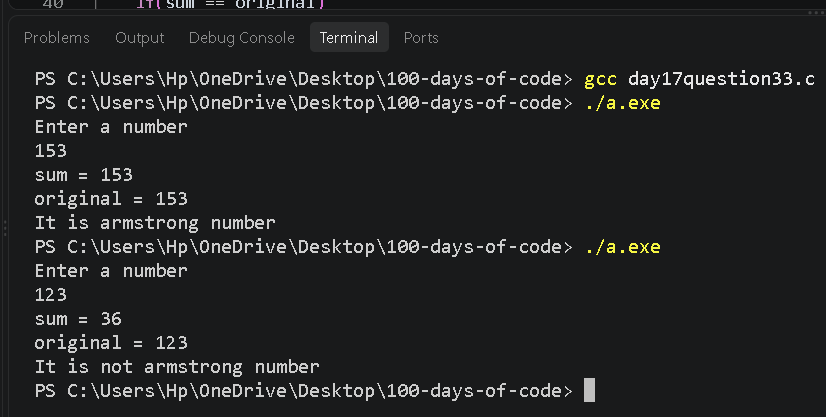 40 if(sum == original)
Problems Output Debug Console Terminal Ports
PS C:\Users\Hp\OneDrive\Desktop\100-days-of-code> gcc day17question33.c
PS C:\Users\Hp\OneDrive\Desktop\100-days-of-code> ./a.exe
Enter a number
153
sum = 153
original = 153
It is armstrong number
PS C:\Users\Hp\OneDrive\Desktop\100-days-of-code> ./a.exe
Enter a number
123
sum = 36
original = 123
It is not armstrong number
PS C:\Users\Hp\OneDrive\Desktop\100-days-of-code>